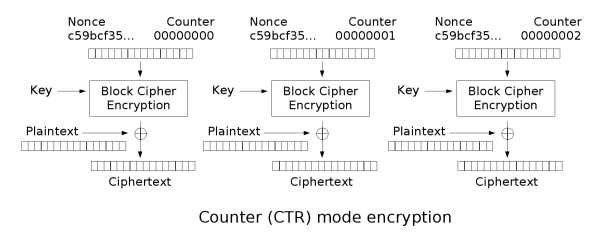 Nonce Counter Nonce Counter Nonce Counter
c59bcf35... 00000000 c59bcf35... 00000001 c59bcf35... 00000002
Key Block Cipher Encryption Key Block Cipher Encryption Key Block Cipher Encryption
Plaintext Plaintext Plaintext
Ciphertext Ciphertext Ciphertext
Counter (CTR) mode encryption